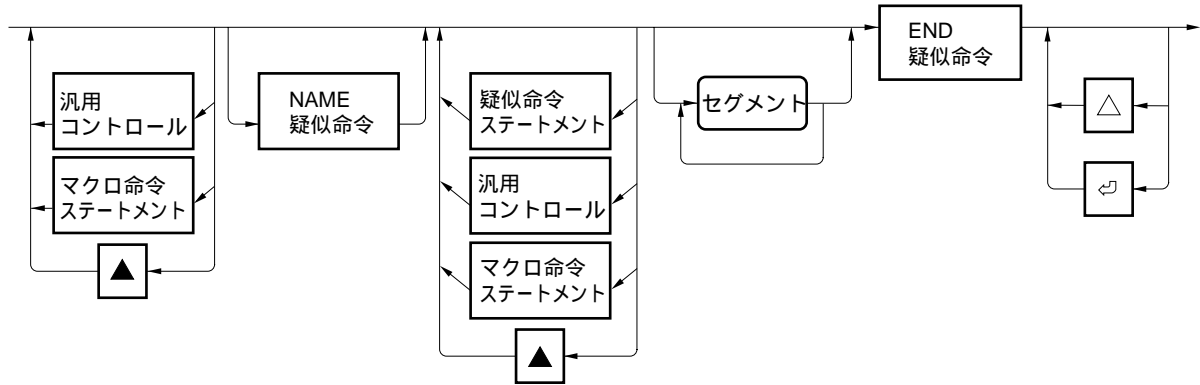 汎用
コントロール
マクロ命令
ステートメント
▲
NAME
疑似命令
疑似命令
ステートメント
汎用
コントロール
マクロ命令
ステートメント
▲
セグメント
END
疑似命令
△
↵